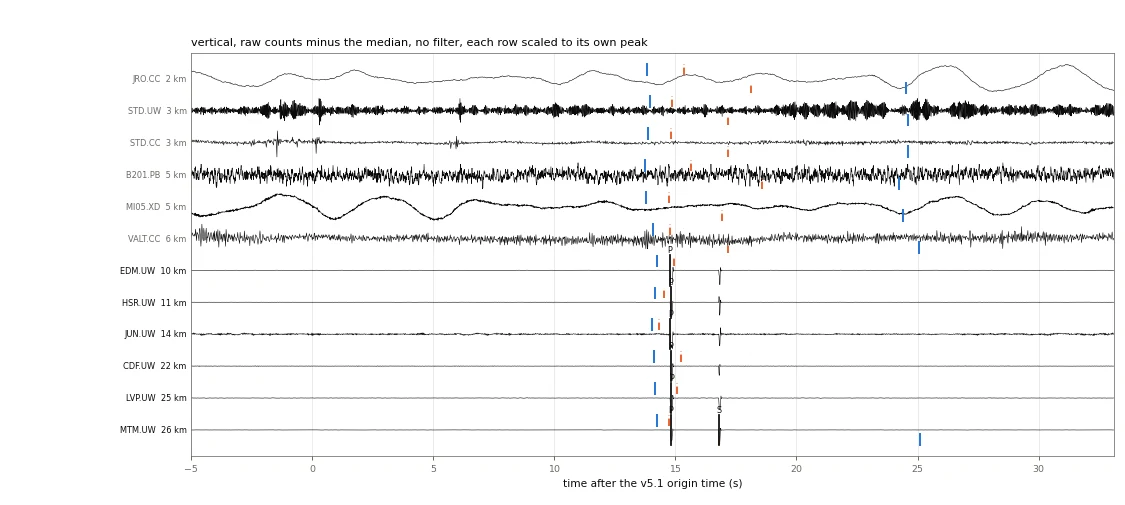 vertical, raw counts minus the median, no filter, each row scaled to its own peak
JRO.CC 2 km
STD.UW 3 km
STD.CC 3 km
B201.PB 5 km
MI05.XD 5 km
VALT.CC 6 km
P
EDM.UW 10 km
HSR.UW 11 km
JUN.UW 14 km
CDF.UW 22 km
LVP.UW 25 km
S
MTM.UW 26 km
−5 0 5 10 15 20 25 30
time after the v5.1 origin time (s)